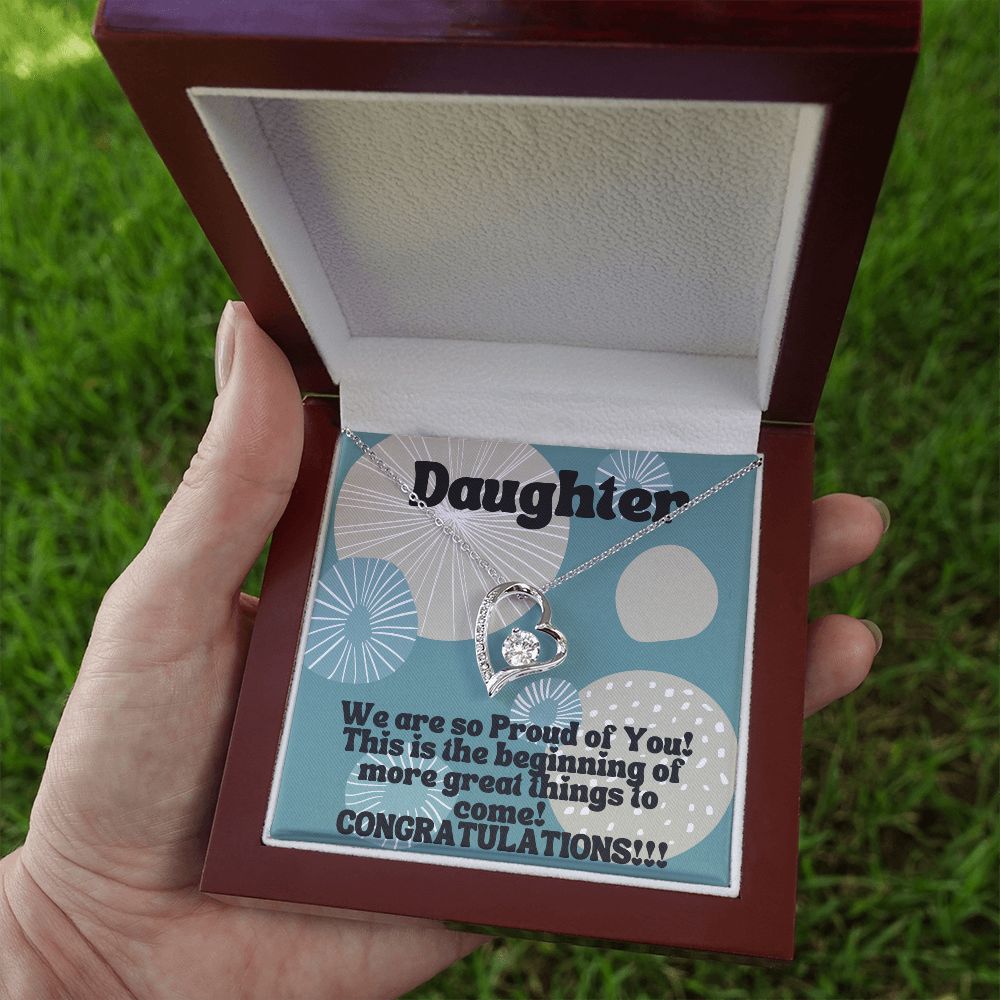 Daughter
We are so Proud of You!
This is the beginning of
more great things to
come!
CONGRATULATIONS!!!